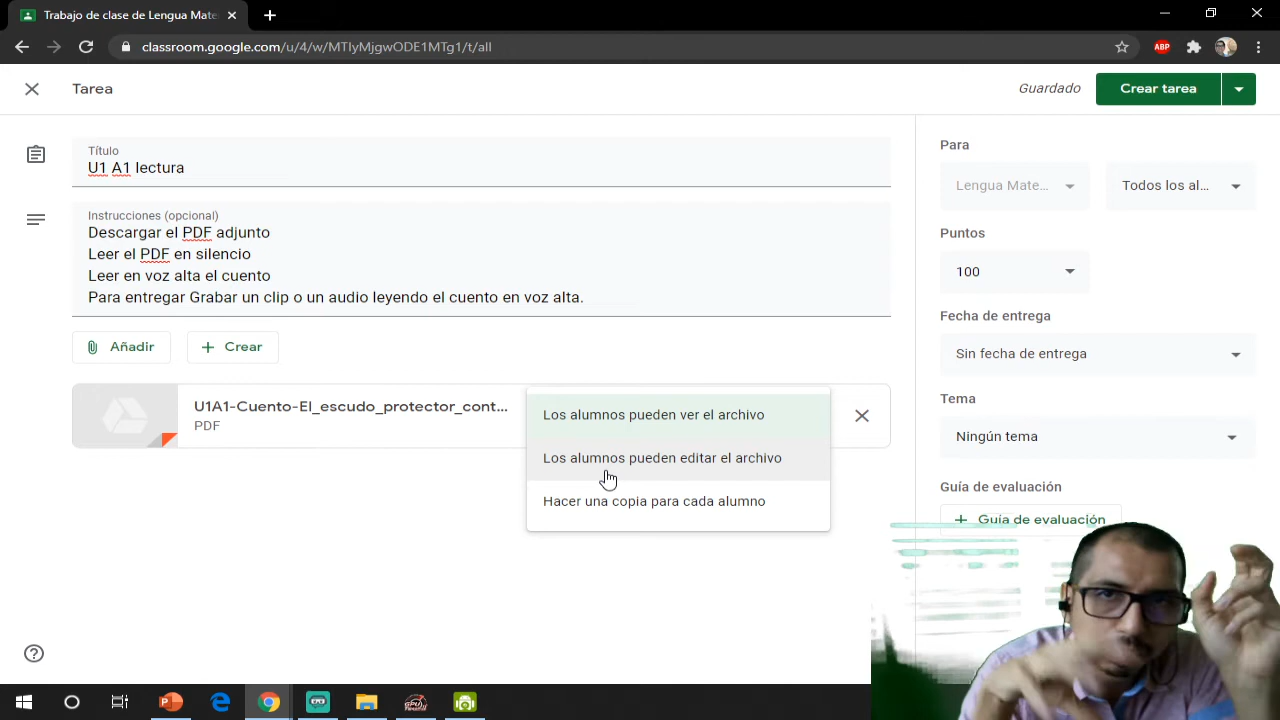 Trabajo de clase de Lengua Mate
classroom.google.com/u/4/w/MTIyMjgwODE1MTg1/t/all
ABP
Tarea
Guardado
Crear tarea
Título
U1 A1 lectura
Instrucciones (opcional)
Descargar el PDF adjunto
Leer el PDF en silencio
Leer en voz alta el cuento
Para entregar Grabar un clip o un audio leyendo el cuento en voz alta.
Añadir
Crear
U1A1-Cuento-El_escudo_protector_cont...
PDF
Los alumnos pueden ver el archivo
Los alumnos pueden editar el archivo
Hacer una copia para cada alumno
Para
Lengua Mate...
Todos los al...
Puntos
100
Fecha de entrega
Sin fecha de entrega
Tema
Ningún tema
Guía de evaluación
Guía de evaluación